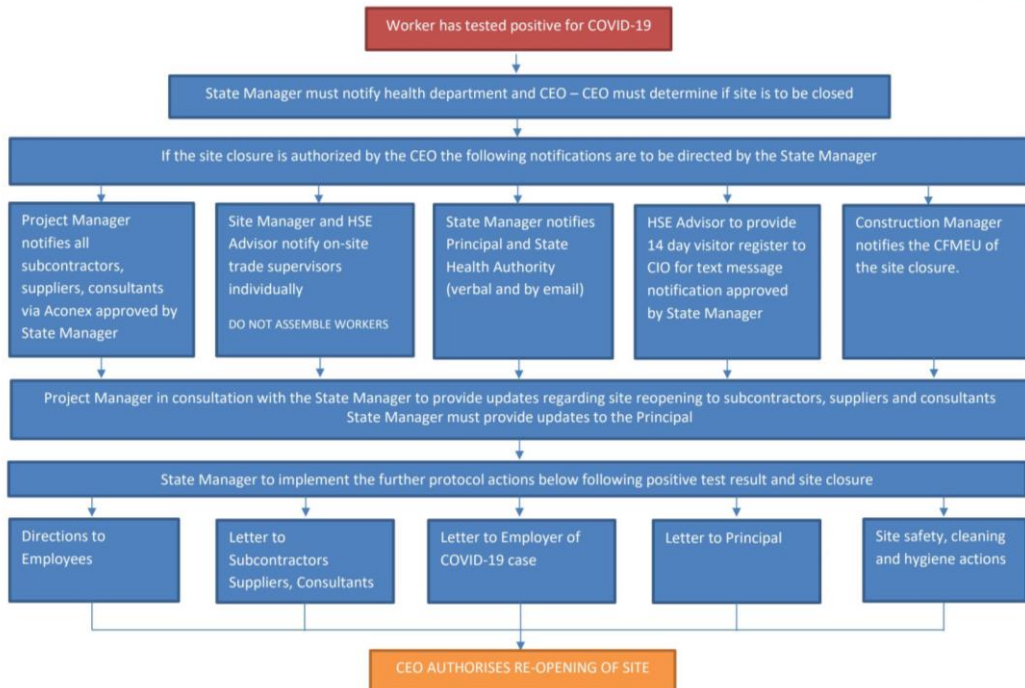 Worker has tested positive for COVID-19
State Manager must notify health department and CEO – CEO must determine if site is to be closed
If the site closure is authorized by the CEO the following notifications are to be directed by the State Manager
Project Manager
notifies all
subcontractors,
suppliers, consultants
via Aconex approved by
State Manager
Site Manager and HSE
Advisor notify on-site
trade supervisors
individually
DO NOT ASSEMBLE WORKERS
State Manager notifies
Principal and State
Health Authority
(verbal and by email)
HSE Advisor to provide
14 day visitor register to
CIO for text message
notification approved
by State Manager
Construction Manager
notifies the CFMEU of
the site closure.
Project Manager in consultation with the State Manager to provide updates regarding site reopening to subcontractors, suppliers and consultants
State Manager must provide updates to the Principal
State Manager to implement the further protocol actions below following positive test result and site closure
Directions to
Employees
Letter to
Subcontractors
Suppliers, Consultants
Letter to Employer of
COVID-19 case
Letter to Principal
Site safety, cleaning
and hygiene actions
CEO AUTHORISES RE-OPENING OF SITE